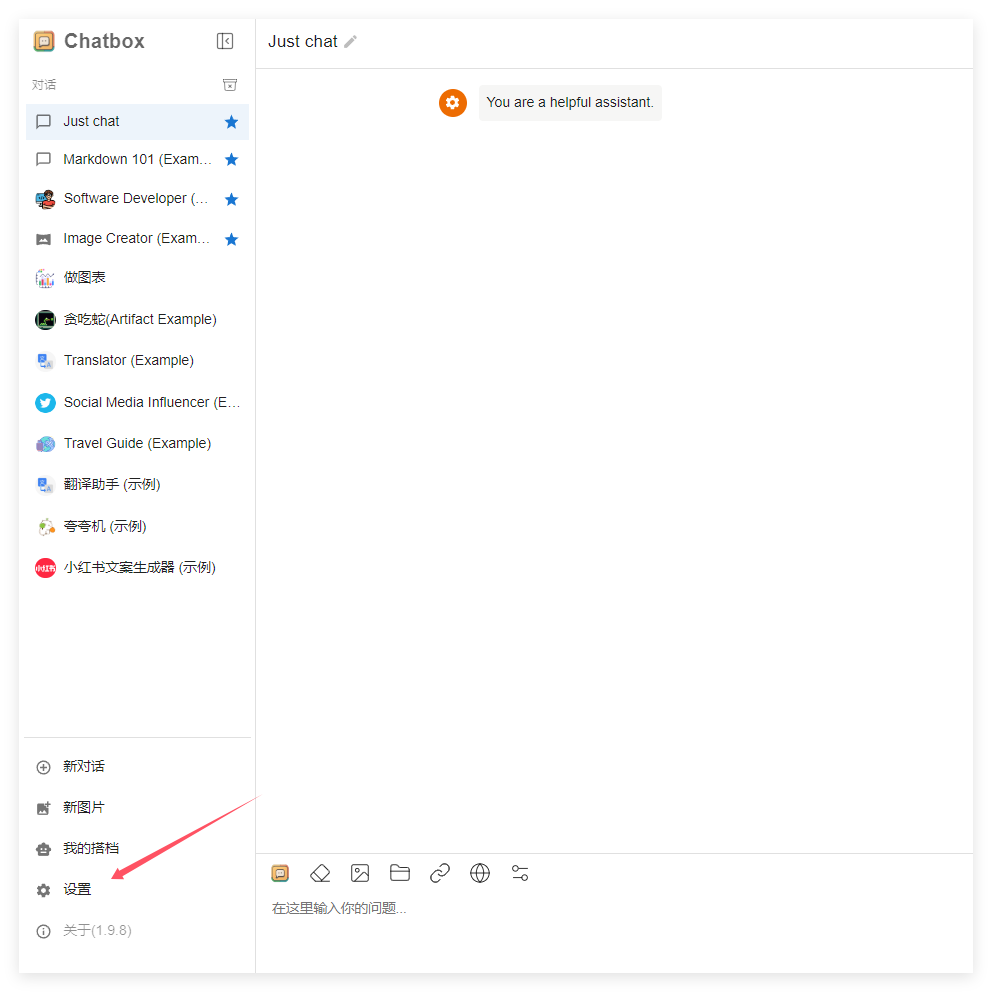 Chatbox
对话
Just chat
Markdown 101 (Exam...
Software Developer (...
Image Creator (Exam...
做图表
贪吃蛇(Artifact Example)
Translator (Example)
Social Media Influencer (E...
Travel Guide (Example)
翻译助手 (示例)
夸夸机 (示例)
小红书
小红书文案生成器 (示例)
新对话
新图片
我的搭档
设置
关于(1.9.8)
Just chat
You are a helpful assistant.
在这里输入你的问题...